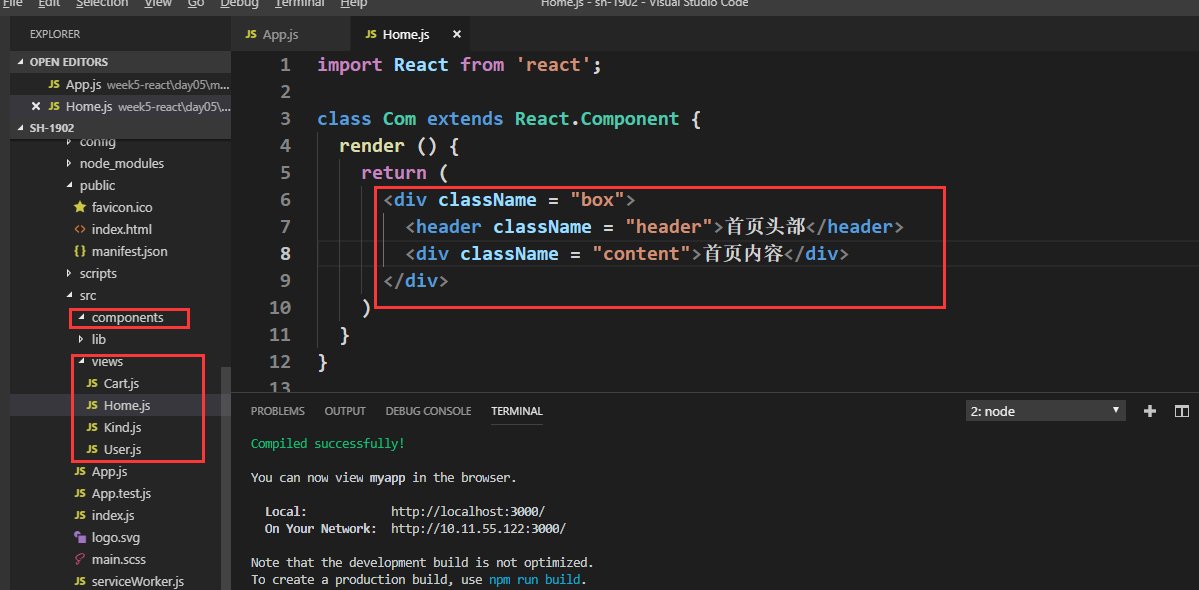 File Edit Selection View Go Debug Terminal Help Home.js - sh-1902 - Visual Studio Code
EXPLORER
OPEN EDITORS
JS App.js week5-react\day05\m...
JS Home.js week5-react\day05\...
SH-1902
config
node_modules
public
favicon.ico
index.html
manifest.json
scripts
src
components
lib
views
JS Cart.js
JS Home.js
JS Kind.js
JS User.js
JS App.js
JS App.test.js
JS index.js
logo.svg
main.scss
JS serviceWorker.js
JS App.js JS Home.js ×
1 import React from 'react';
2
3 class Com extends React.Component {
4 render () {
5 return (
6 <div className = "box">
7 <header className = "header">首页头部</header>
8 <div className = "content">首页内容</div>
9 </div>
10 )
11 }
12 }
13
PROBLEMS OUTPUT DEBUG CONSOLE TERMINAL 2: node
Compiled successfully!
You can now view myapp in the browser.
Local: http://localhost:3000/
On Your Network: http://10.11.55.122:3000/
Note that the development build is not optimized.
To create a production build, use npm run build.